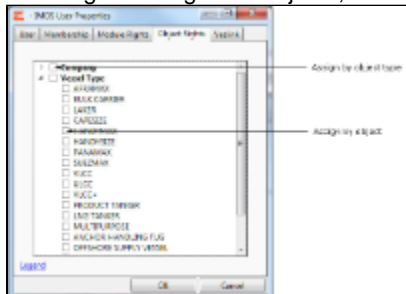 - IMOS User Properties
User Membership Module Rights Object Rights
Company
Assign by object type
Vessel Type
AFRAMAX
BULK CARRIER
LAKER
CAPESIZE
Assign by object
HANDYSIZE
PANAMAX
SUEZMAX
VLCC
ULCC
VLCC+
PRODUCT TANKER
LNG TANKER
MULTIPURPOSE
ANCHOR HANDLING TUG
OFFSHORE SUPPLY VESSEL
Legend
OK Cancel